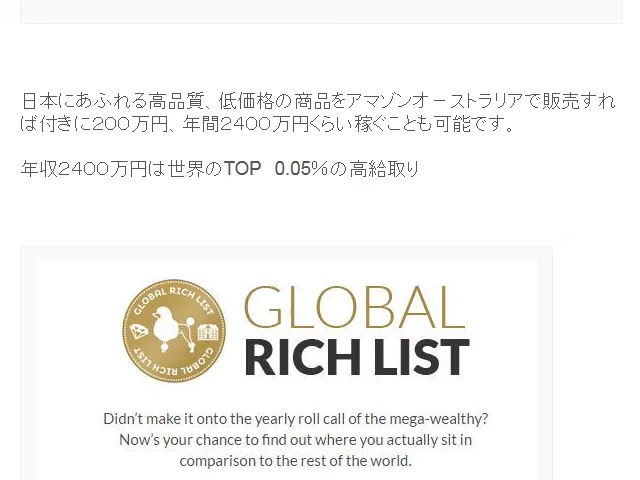 日本にあふれる高品質、低価格の商品をアマゾンオーストラリアで販売すれ
ば付きに200万円、年間2400万円くらい稼ぐことも可能です。
年収2400万円は世界のTOP 0.05%の高給取り
GLOBAL RICH LIST
GLOBAL RICH LIST
GLOBAL
RICH LIST
Didn't make it onto the yearly roll call of the mega-wealthy?
Now's your chance to find out where you actually sit in
comparison to the rest of the world.